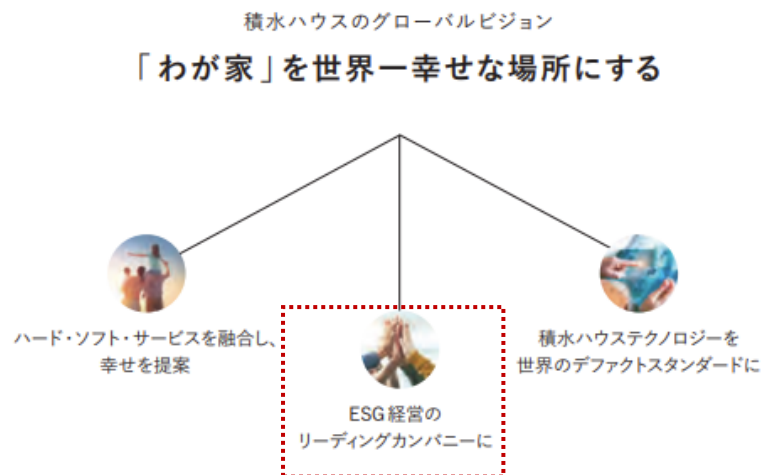 積水ハウスのグローバルビジョン
「わが家」を世界一幸せな場所にする
ハード・ソフト・サービスを融合し、
幸せを提案
ESG経営の
リーディングカンパニーに
積水ハウステクノロジーを
世界のデファクトスタンダードに